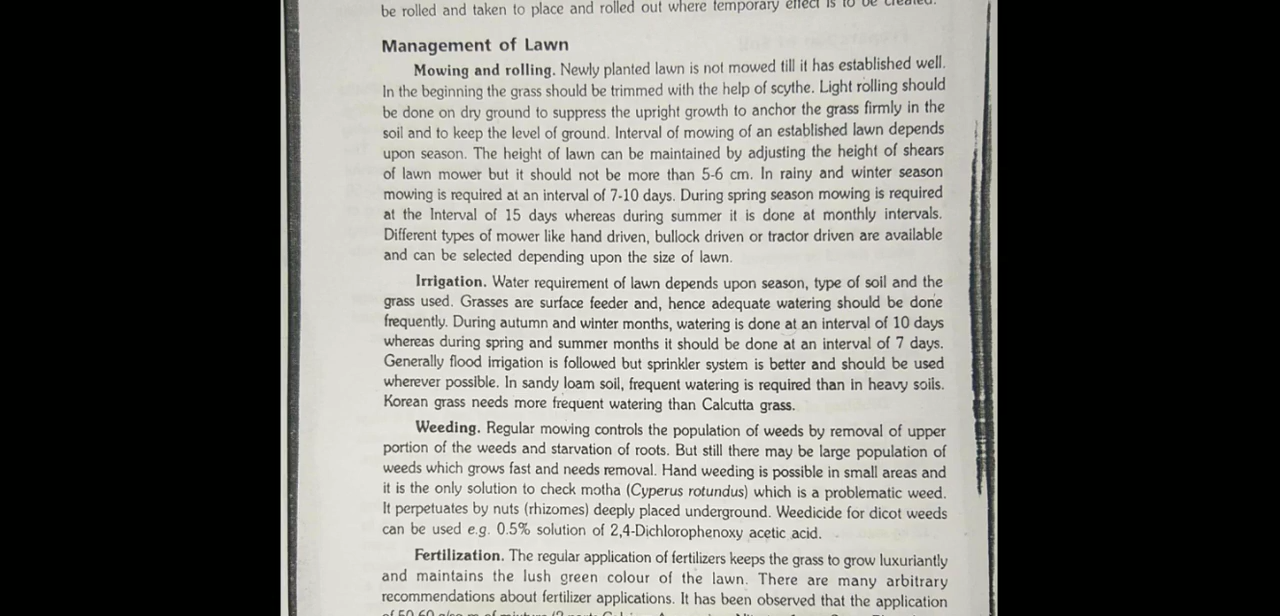 be rolled and taken to place and rolled out where temporary effect is to be created.
Management of Lawn
Mowing and rolling. Newly planted lawn is not mowed till it has established well.
In the beginning the grass should be trimmed with the help of scythe. Light rolling should
be done on dry ground to suppress the upright growth to anchor the grass firmly in the
soil and to keep the level of ground. Interval of mowing of an established lawn depends
upon season. The height of lawn can be maintained by adjusting the height of shears
of lawn mower but it should not be more than 5-6 cm. In rainy and winter season
mowing is required at an interval of 7-10 days. During spring season mowing is required
at the Interval of 15 days whereas during summer it is done at monthly intervals.
Different types of mower like hand driven, bullock driven or tractor driven are available
and can be selected depending upon the size of lawn.
Irrigation. Water requirement of lawn depends upon season, type of soil and the
grass used. Grasses are surface feeder and, hence adequate watering should be done
frequently. During autumn and winter months, watering is done at an interval of 10 days
whereas during spring and summer months it should be done at an interval of 7 days.
Generally flood irrigation is followed but sprinkler system is better and should be used
wherever possible. In sandy loam soil, frequent watering is required than in heavy soils.
Korean grass needs more frequent watering than Calcutta grass.
Weeding. Regular mowing controls the population of weeds by removal of upper
portion of the weeds and starvation of roots. But still there may be large population of
weeds which grows fast and needs removal. Hand weeding is possible in small areas and
it is the only solution to check motha (Cyperus rotundus) which is a problematic weed.
It perpetuates by nuts (rhizomes) deeply placed underground. Weedicide for dicot weeds
can be used e.g. 0.5% solution of 2,4-Dichlorophenoxy acetic acid.
Fertilization. The regular application of fertilizers keeps the grass to grow luxuriantly
and maintains the lush green colour of the lawn. There are many arbitrary
recommendations about fertilizer applications. It has been observed that the application